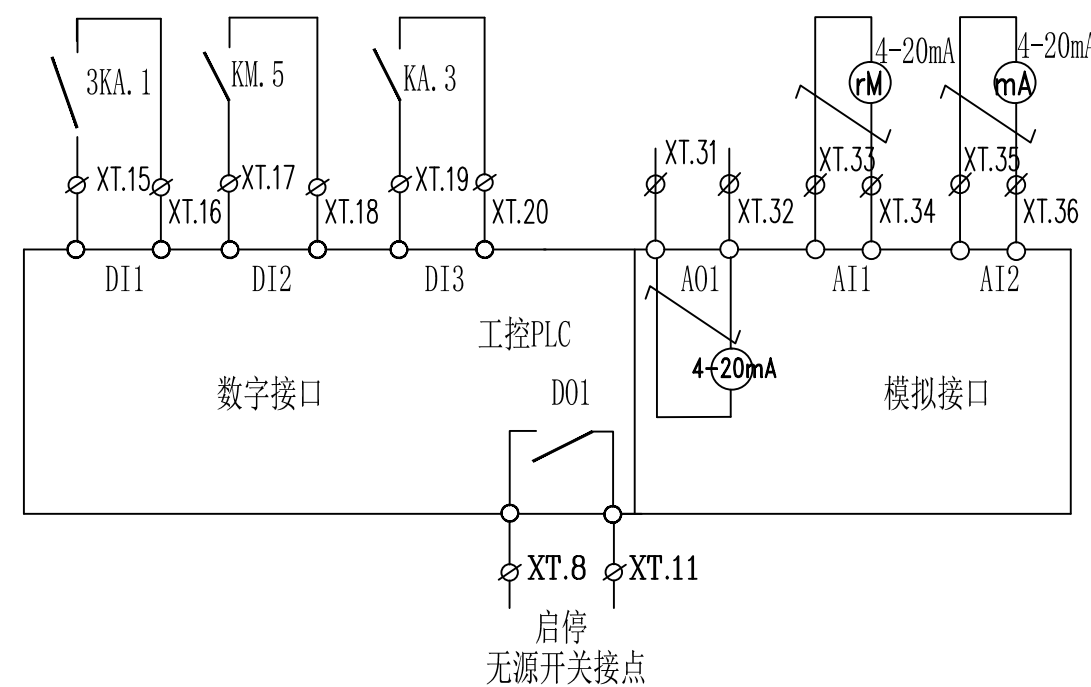 4-20mA
4-20mA
3KA.1
KM.5
KA.3
rM
mA
XT.15
XT.16
XT.17
XT.18
XT.19
XT.20
XT.31
XT.32
XT.33
XT.34
XT.35
XT.36
DI1
DI2
DI3
AO1
AI1
AI2
工控PLC
4-20mA
数字接口
DO1
模拟接口
XT.8
XT.11
启停
无源开关接点